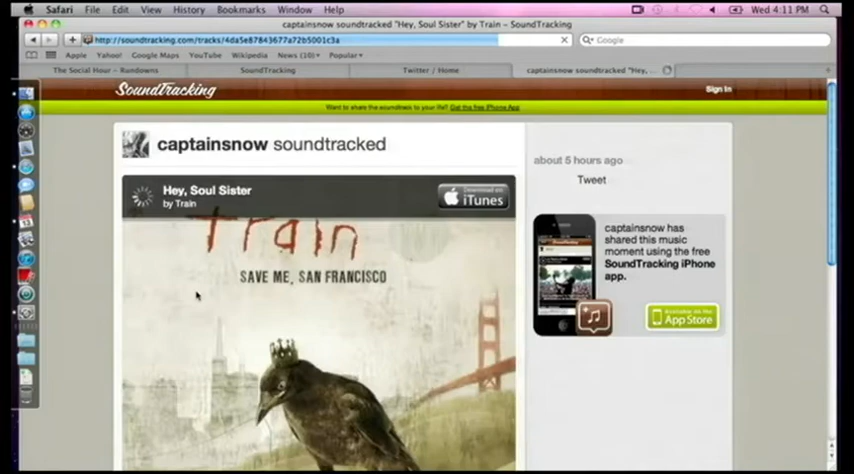 Safari File Edit View History Bookmarks Window Help Wed 4:11 PM
captainsnow soundtracked "Hey, Soul Sister" by Train – SoundTracking
http://soundtracking.com/tracks/4da5e87843677a72b5001c3a
Google
Apple Yahoo! Google Maps YouTube Wikipedia News (10) Popular
The Social Hour – Rundowns SoundTracking Twitter / Home captainsnow soundtracked "Hey, ...
SoundTracking Sign In
Want to share the soundtrack to your life? Get the free iPhone App
captainsnow soundtracked
about 5 hours ago
Tweet
Hey, Soul Sister
by Train
Download on
iTunes
train
SAVE ME, SAN FRANCISCO
captainsnow has
shared this music
moment using the free
SoundTracking iPhone
app.
Available on the
App Store